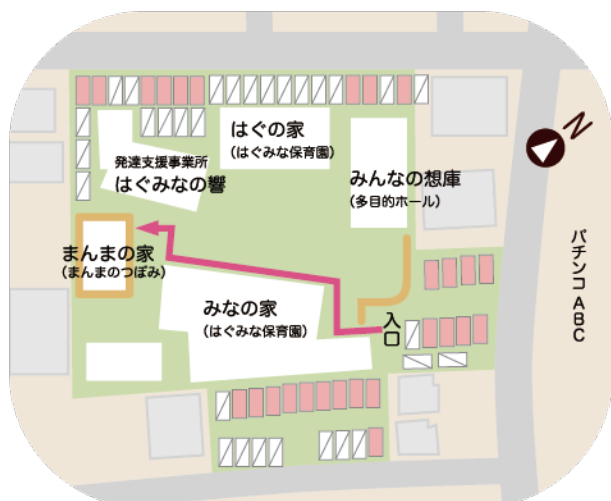 はぐの家
(はぐみな保育園)
発達支援事業所
はぐみなの響
みんなの想庫
(多目的ホール)
N
まんまの家
(まんまのつぼみ)
みなの家
(はぐみな保育園)
入口
パチンコABC